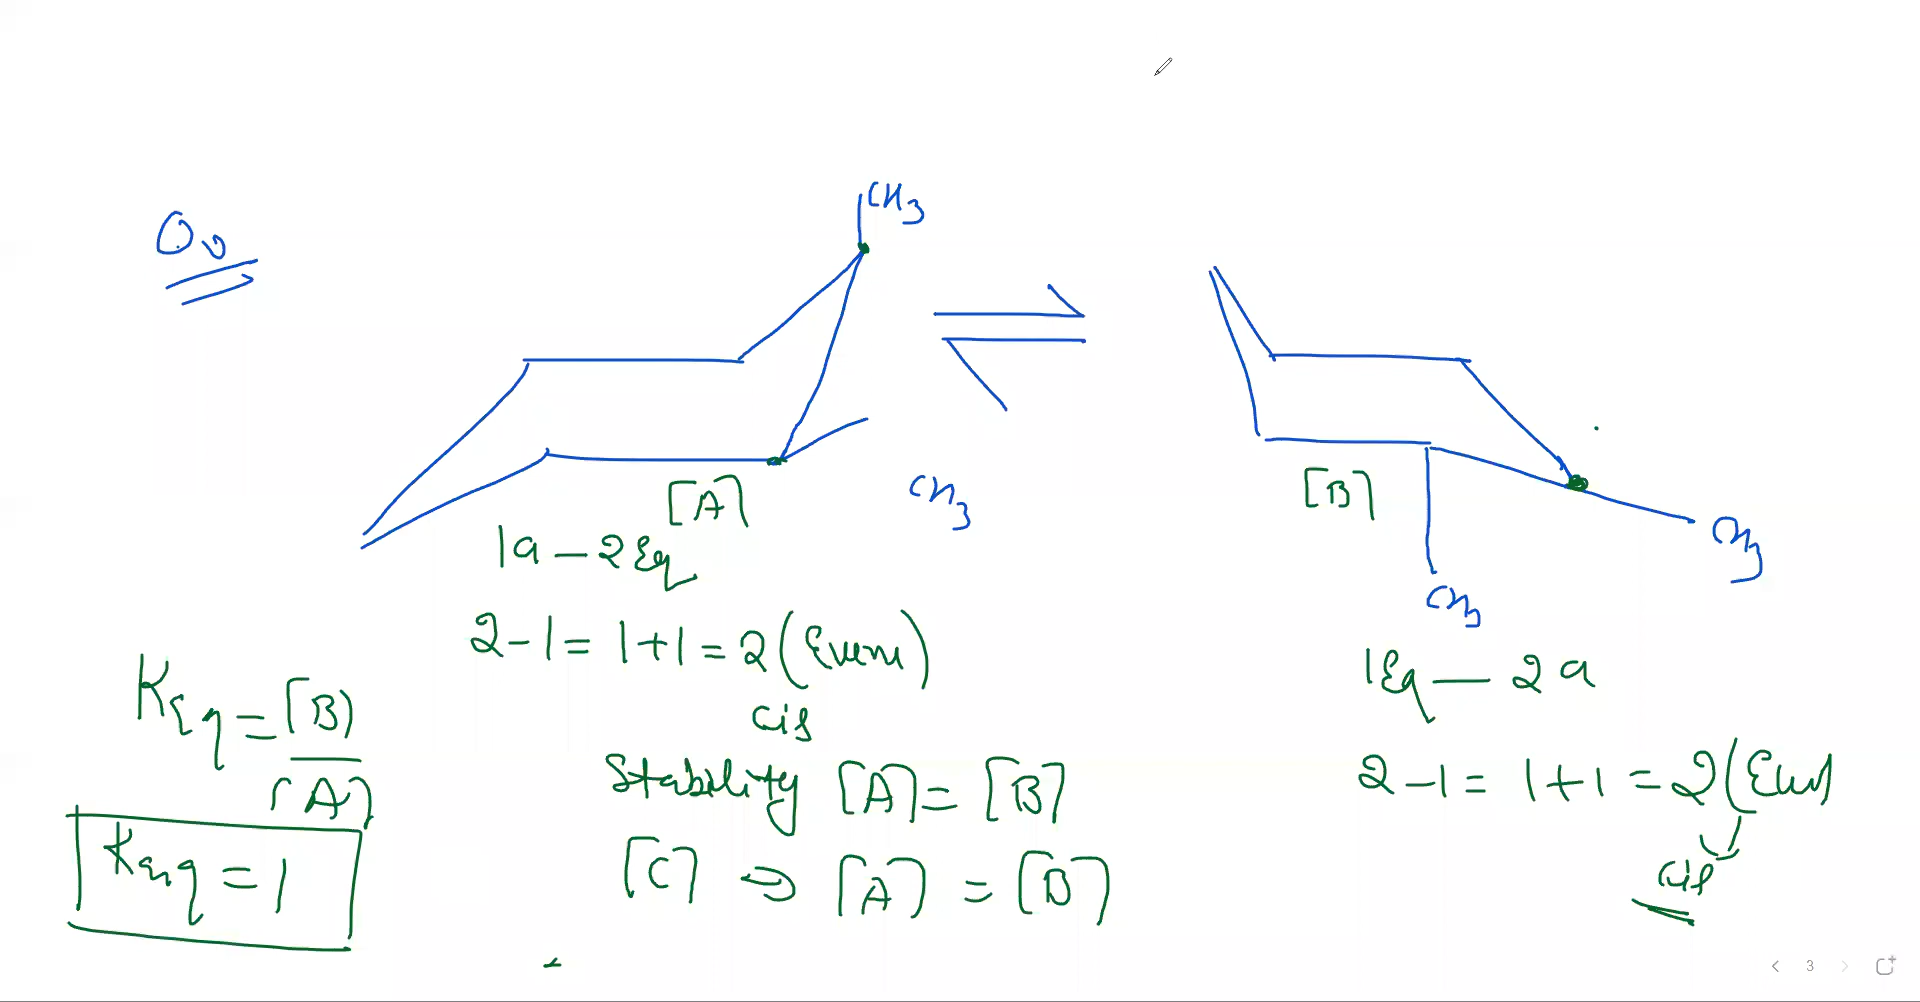 CH3
CH3
[A]
[B]
CH3
CH3
1a - 2Eq
2 - 1 = 1 + 1 = 2 (Even)
cis
1Eq - 2a
2 - 1 = 1 + 1 = 2 (Even)
cis
Keq = [B]
[A]
Keq = 1
Stability [A] = [B]
[C] ⇒ [A] = [B]
3